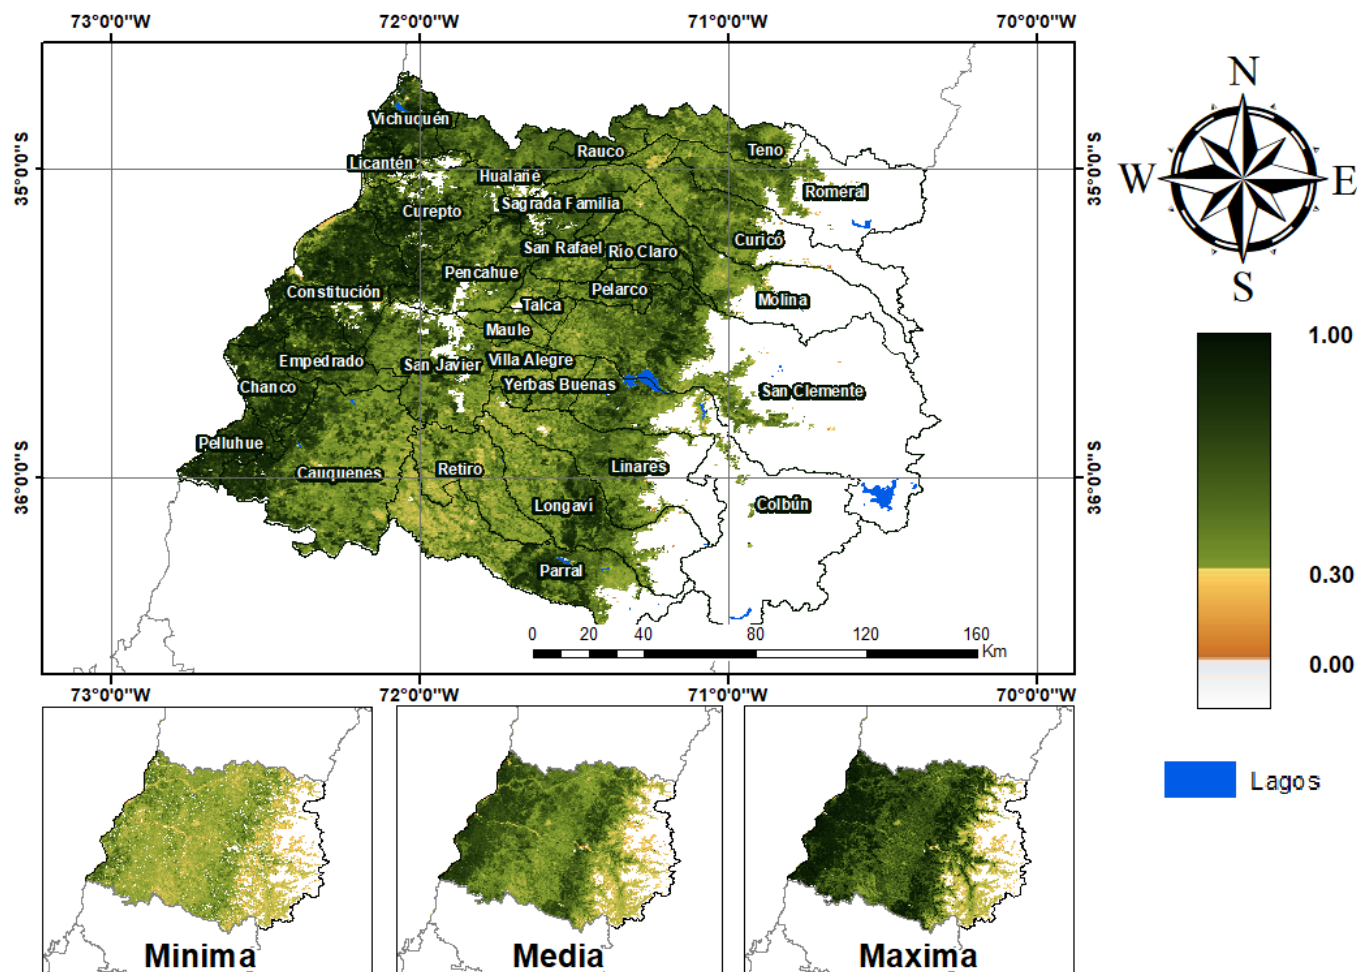 73°0'0"W 72°0'0"W 71°0'0"W 70°0'0"W
N
W E
S
35°0'0"S
35°0'0"S
36°0'0"S
36°0'0"S
Vichuquén
Licantén
Hualañé
Rauco
Teno
Romeral
Curepto
Sagrada Familia
San Rafael
Río Claro
Curicó
Pencahue
Constitución
Pelarco
Molina
Talca
Maule
Empedrado
San Javier
Villa Alegre
Yerbas Buenas
San Clemente
Chanco
Pelluhue
Cauquenes
Retiro
Linares
Longaví
Colbún
Parral
0 20 40 80 120 160
Km
73°0'0"W 72°0'0"W 71°0'0"W 70°0'0"W
1.00
0.30
0.00
Lagos
Minima
Media
Maxima